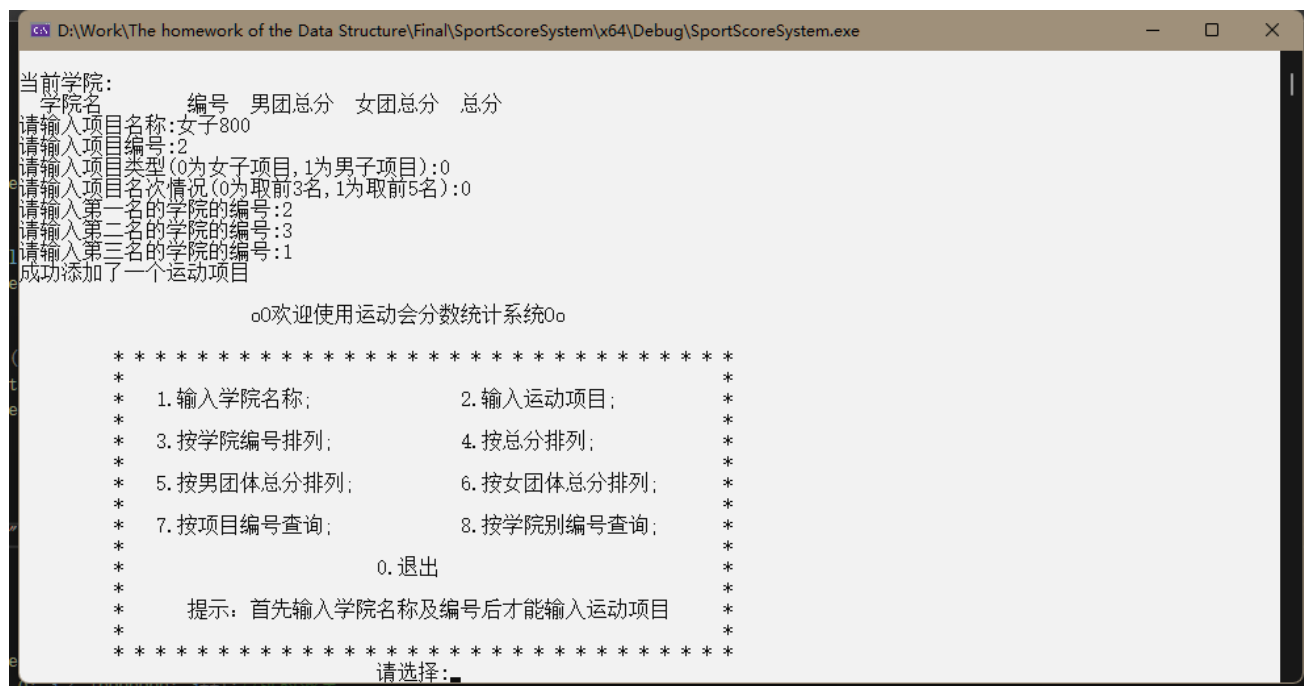 D:\Work\The homework of the Data Structure\Final\SportScoreSystem\x64\Debug\SportScoreSystem.exe
当前学院:
学院名 编号 男团总分 女团总分 总分
请输入项目名称:女子800
请输入项目编号:2
请输入项目类型(0为女子项目,1为男子项目):0
请输入项目名次情况(0为取前3名,1为取前5名):0
请输入第一名的学院的编号:2
请输入第二名的学院的编号:3
请输入第三名的学院的编号:1
成功添加了一个运动项目
oO欢迎使用运动会分数统计系统Oo
* * * * * * * * * * * * * * * * * * * * * * * * * * * * * *
* *
* 1.输入学院名称; 2.输入运动项目; *
* *
* 3.按学院编号排列; 4.按总分排列; *
* *
* 5.按男团体总分排列; 6.按女团体总分排列; *
* *
* 7.按项目编号查询; 8.按学院别编号查询; *
* *
* 0.退出 *
* *
* 提示：首先输入学院名称及编号后才能输入运动项目 *
* *
* * * * * * * * * * * * * * * * * * * * * * * * * * * * * *
请选择: